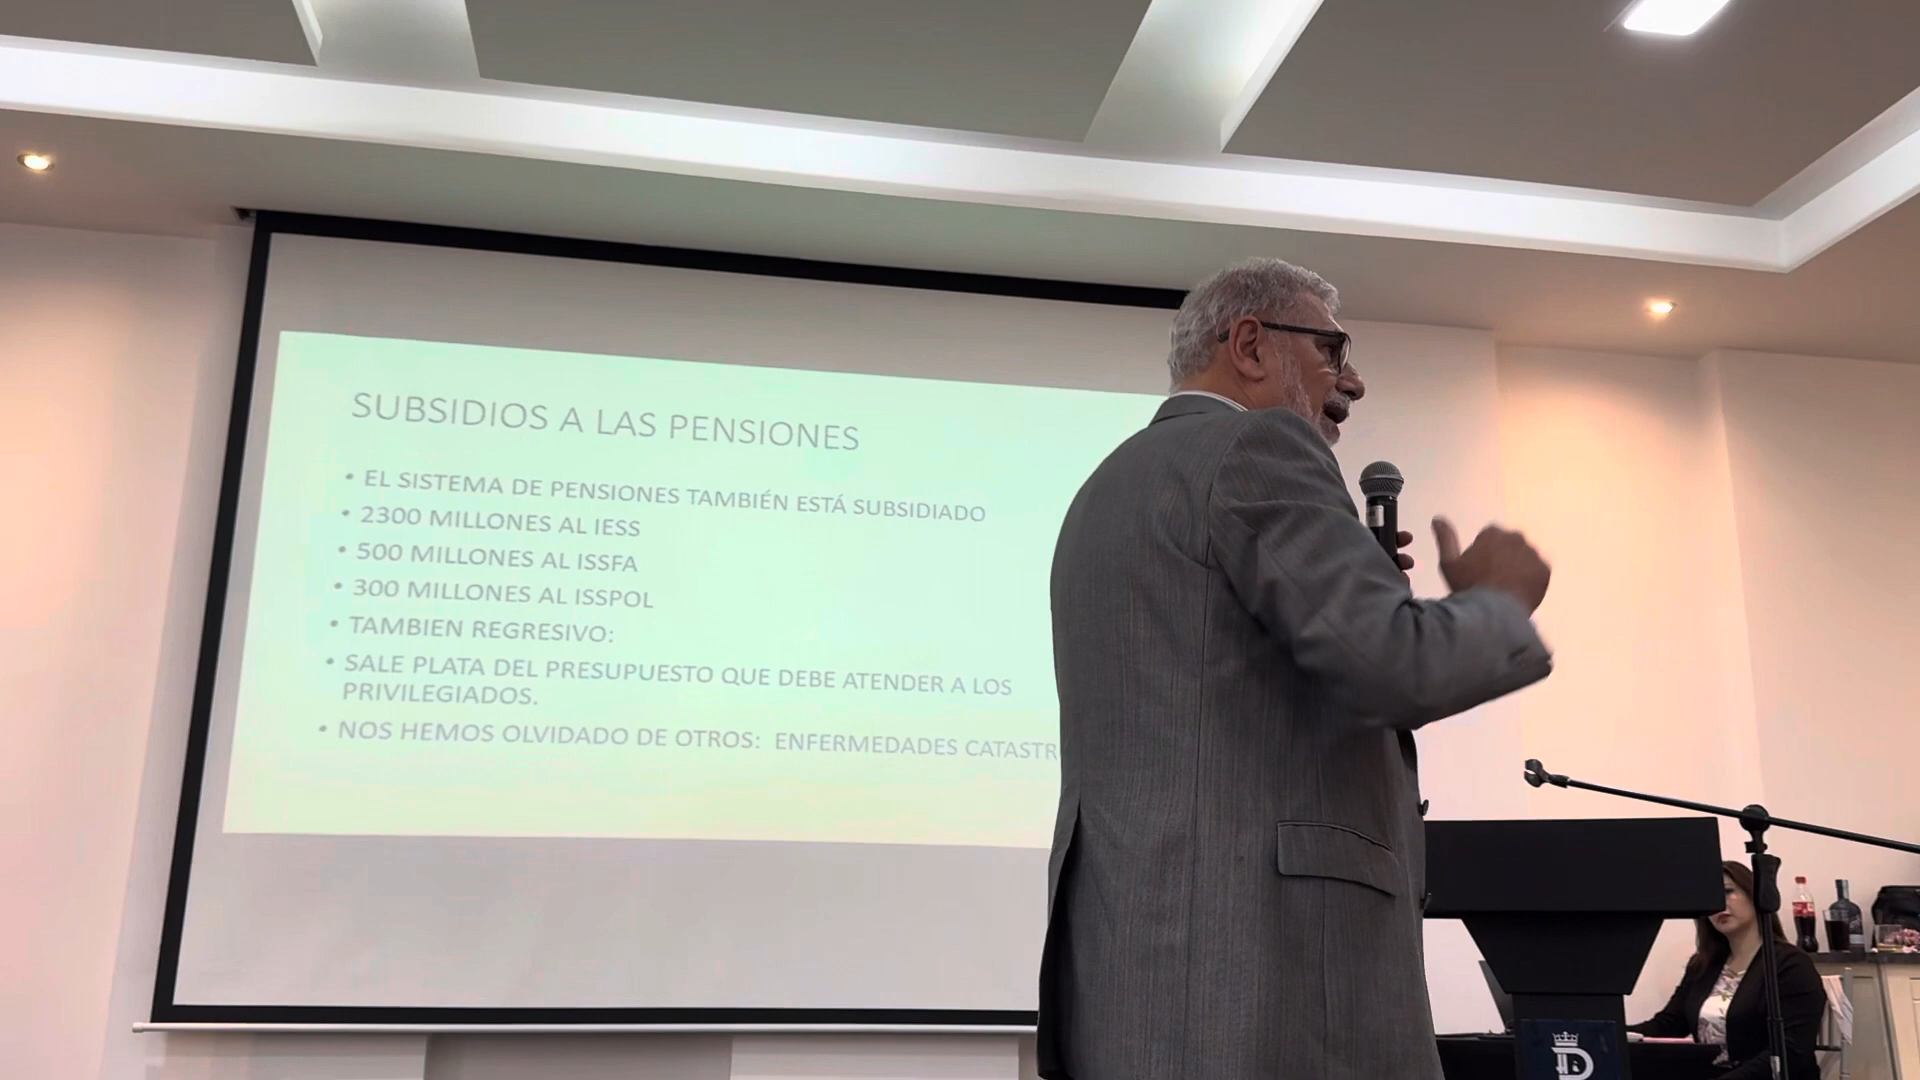 SUBSIDIOS A LAS PENSIONES
• EL SISTEMA DE PENSIONES TAMBIÉN ESTÁ SUBSIDIADO
• 2300 MILLONES AL IESS
• 500 MILLONES AL ISSFA
• 300 MILLONES AL ISSPOL
• TAMBIEN REGRESIVO:
• SALE PLATA DEL PRESUPUESTO QUE DEBE ATENDER A LOS
PRIVILEGIADOS.
• NOS HEMOS OLVIDADO DE OTROS: ENFERMEDADES CATASTR